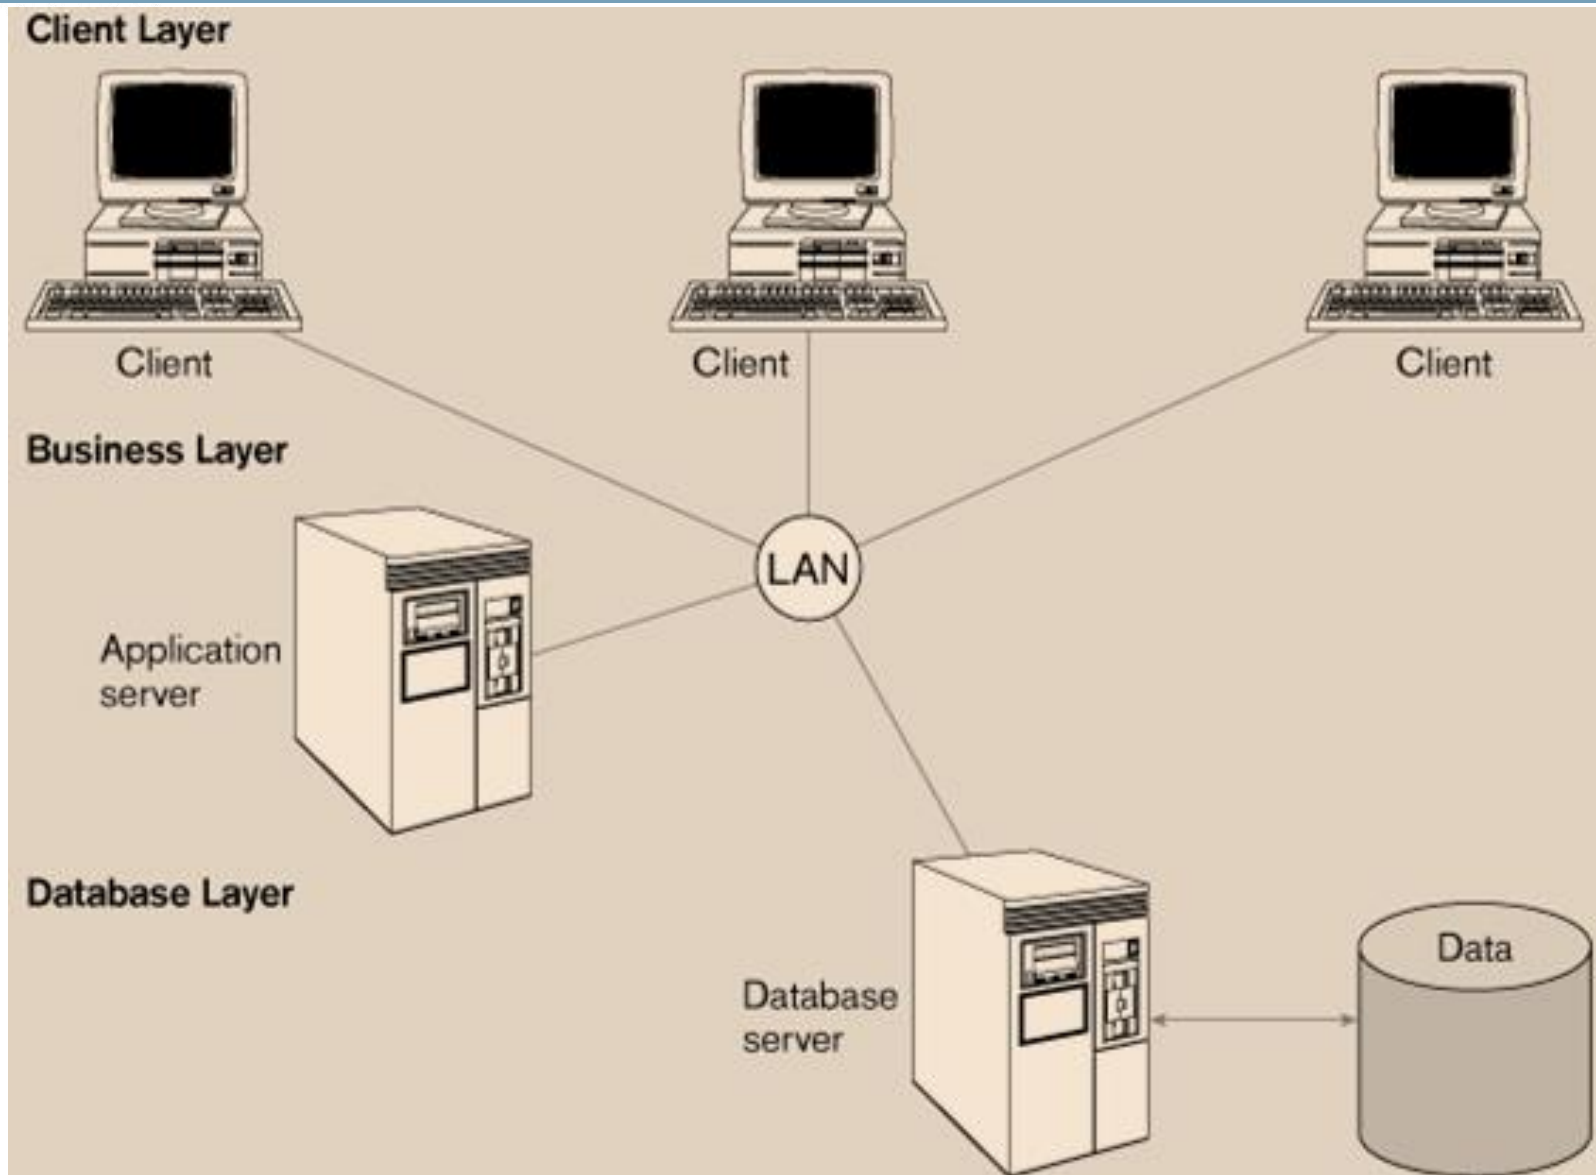 Client Layer
Client
Client
Client
Business Layer
LAN
Application
server
Database Layer
Data
Database
server